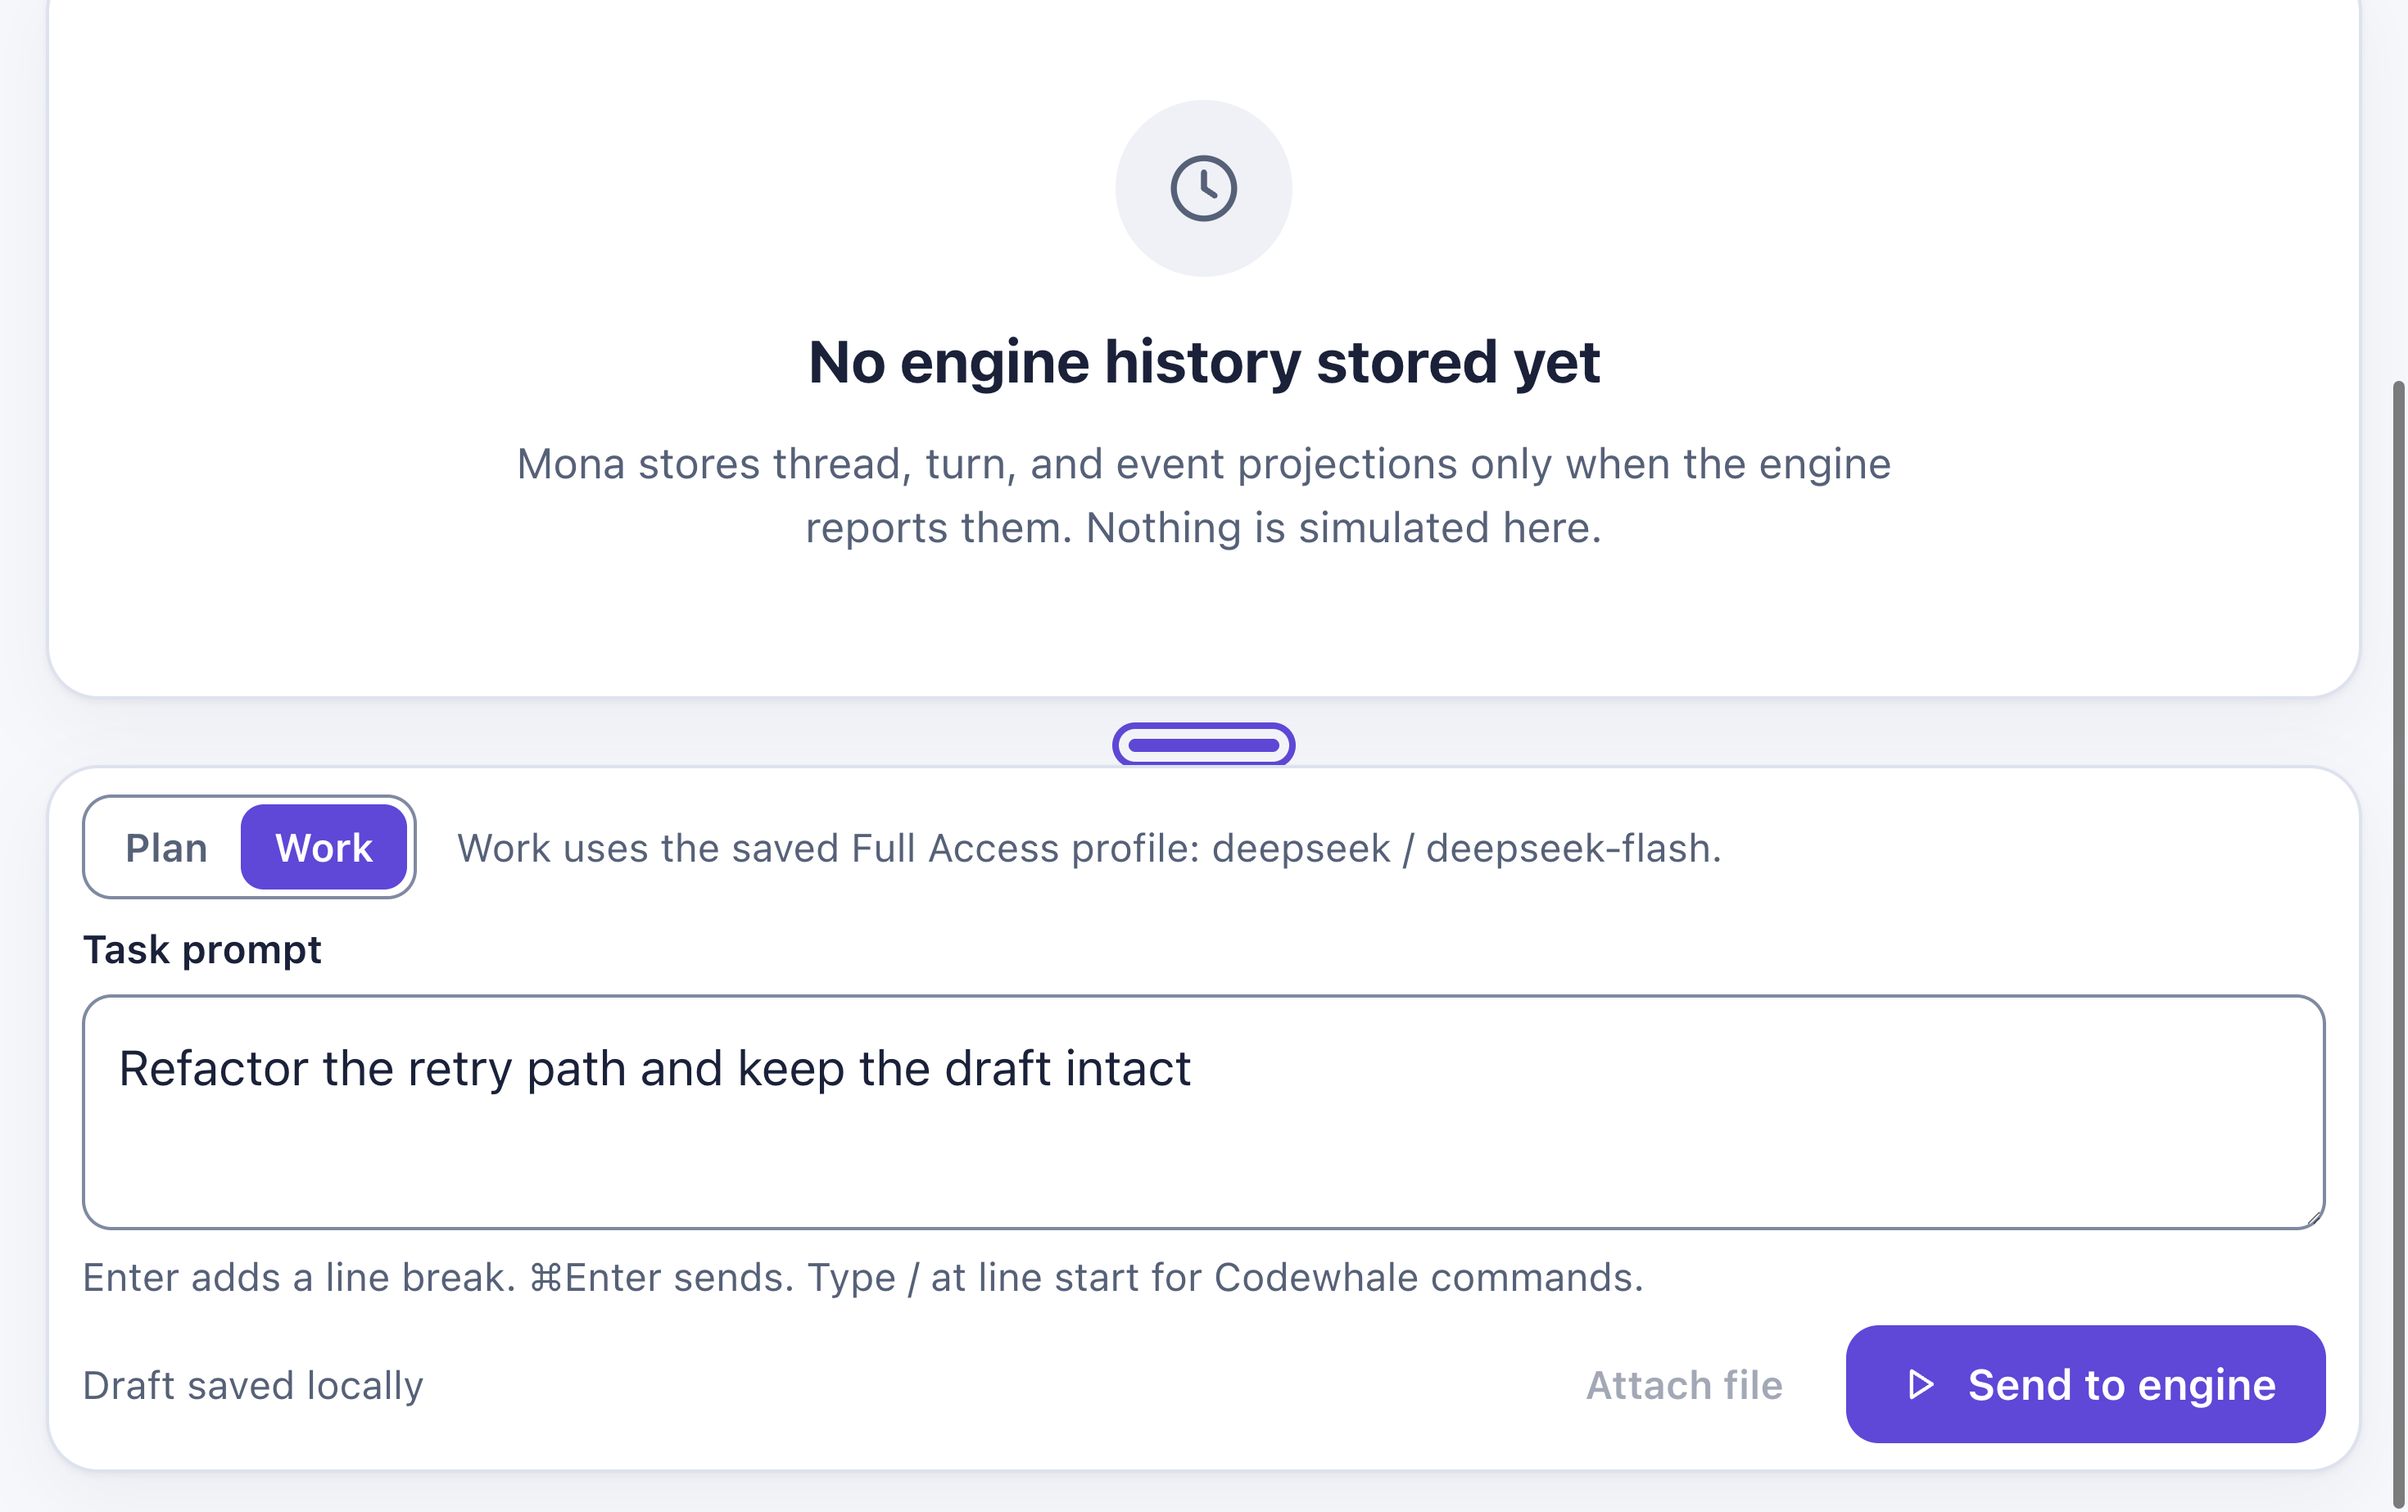 No engine history stored yet
Mona stores thread, turn, and event projections only when the engine
reports them. Nothing is simulated here.
Plan Work Work uses the saved Full Access profile: deepseek / deepseek-flash.
Task prompt
Refactor the retry path and keep the draft intact
Enter adds a line break. ⌘Enter sends. Type / at line start for Codewhale commands.
Draft saved locally Attach file Send to engine